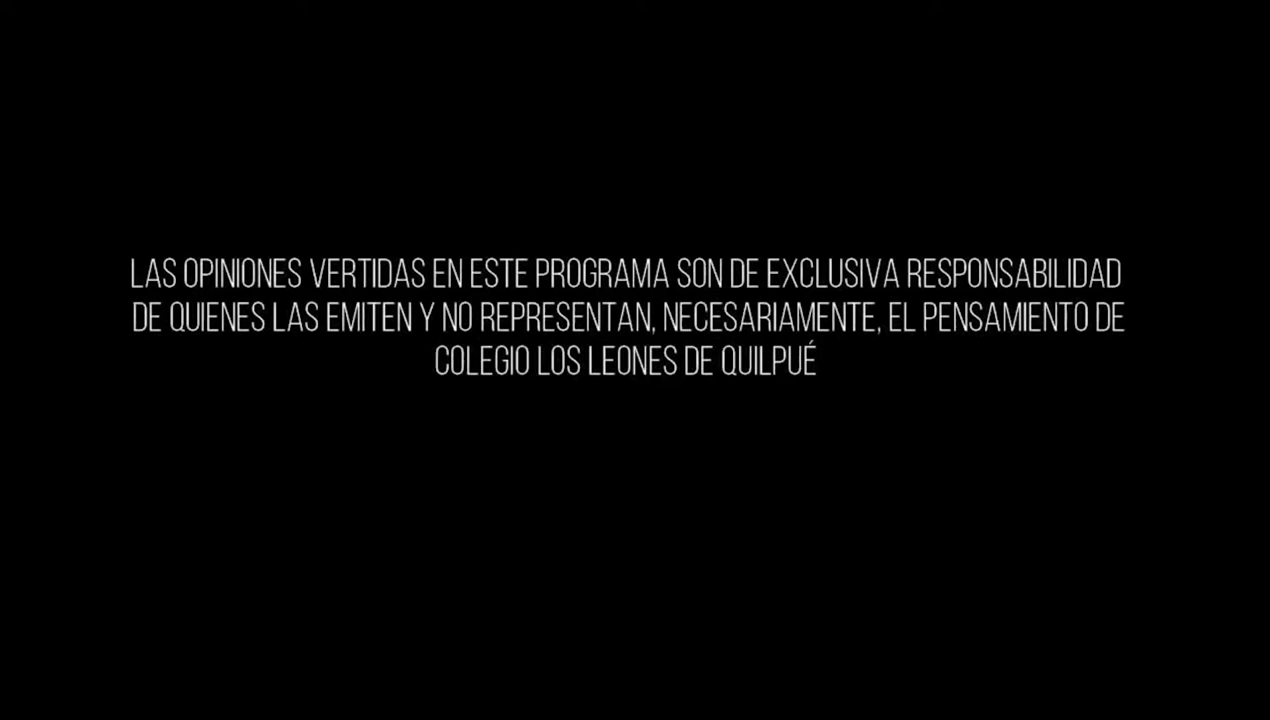 LAS OPINIONES VERTIDAS EN ESTE PROGRAMA SON DE EXCLUSIVA RESPONSABILIDAD
DE QUIENES LAS EMITEN Y NO REPRESENTAN, NECESARIAMENTE, EL PENSAMIENTO DE
COLEGIO LOS LEONES DE QUILPUÉ